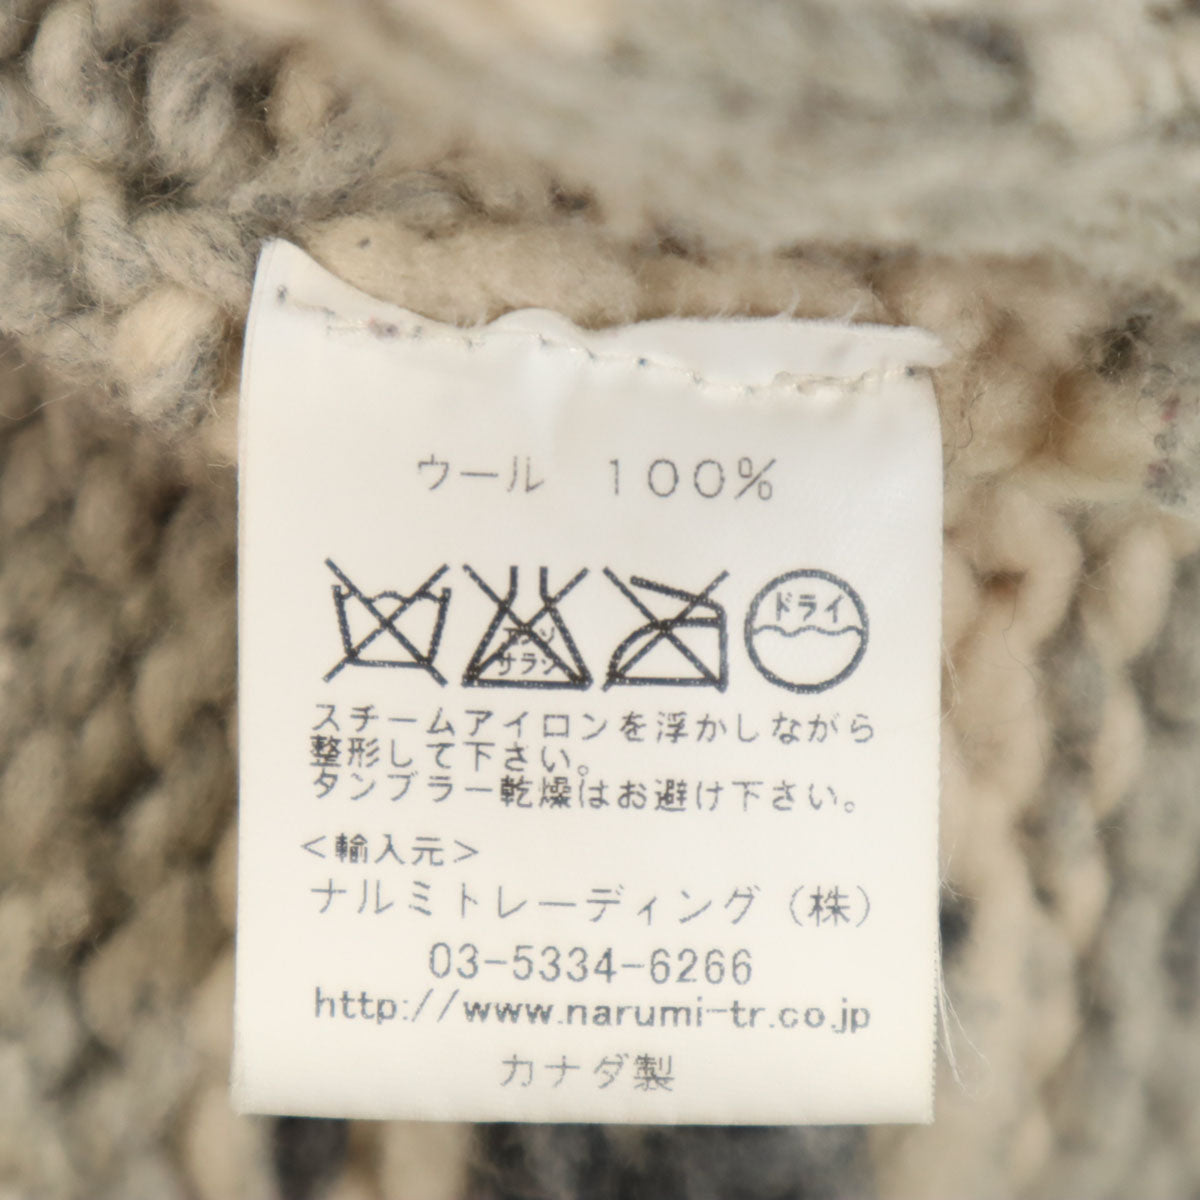 ウール 100%
エンソ
サラシ
ドライ
スチームアイロンを浮かしながら
整形して下さい。
タンブラー乾燥はお避け下さい。
<輸入元>
ナルミトレーディング(株)
03-5334-6266
http://www.narumi-tr.co.jp
カナダ製